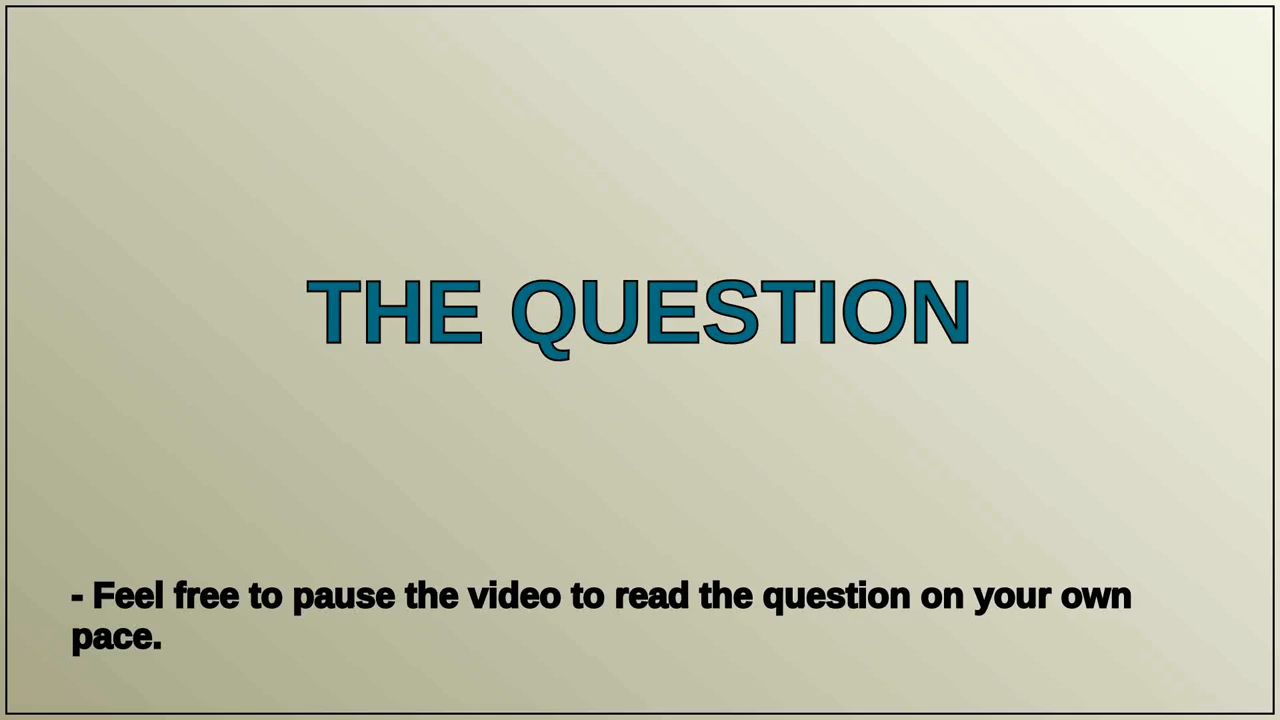 THE QUESTION
- Feel free to pause the video to read the question on your own
pace.